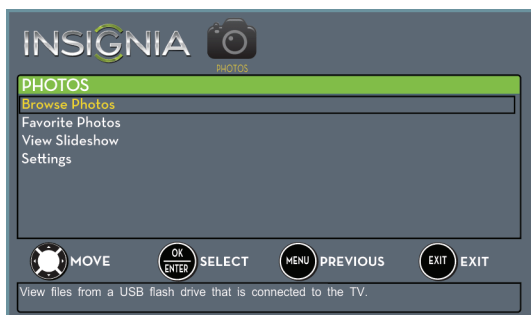 INSIGNIA
PHOTOS
PHOTOS
Browse Photos
Favorite Photos
View Slideshow
Settings
MOVE
OK
ENTER
SELECT
MENU
PREVIOUS
EXIT
EXIT
View files from a USB flash drive that is connected to the TV.